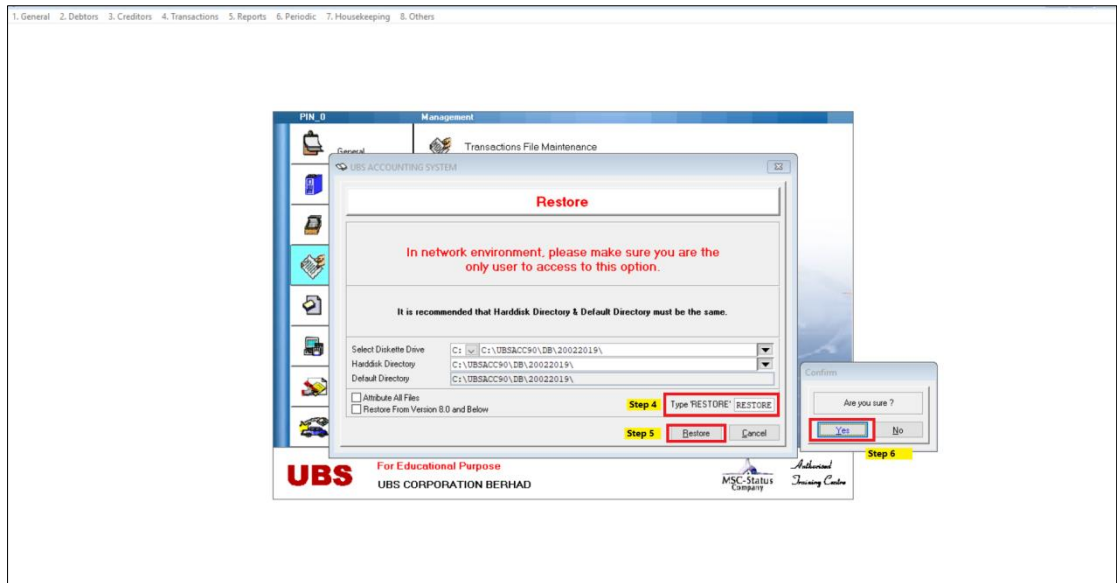 1. General 2. Debtors 3. Creditors 4. Transactions 5. Reports 6. Periodic 7. Housekeeping 8. Others
PIN_0 Management
General
Transactions File Maintenance
UBS ACCOUNTING SYSTEM
Restore
In network environment, please make sure you are the
only user to access to this option.
It is recommended that Harddisk Directory & Default Directory must be the same.
Select Diskette Drive C: C:\UBSACC90\DB\20022019\
Harddisk Directory C:\UBSACC90\DB\20022019\
Default Directory C:\UBSACC90\DB\20022019\
Attribute All Files
Restore From Version 8.0 and Below
Step 4 Type 'RESTORE' RESTORE
Step 5 Restore Cancel
Confirm
Are you sure ?
Yes No
Step 6
UBS
For Educational Purpose
UBS CORPORATION BERHAD
MSC-Status
Company
Authorised
Training Centre